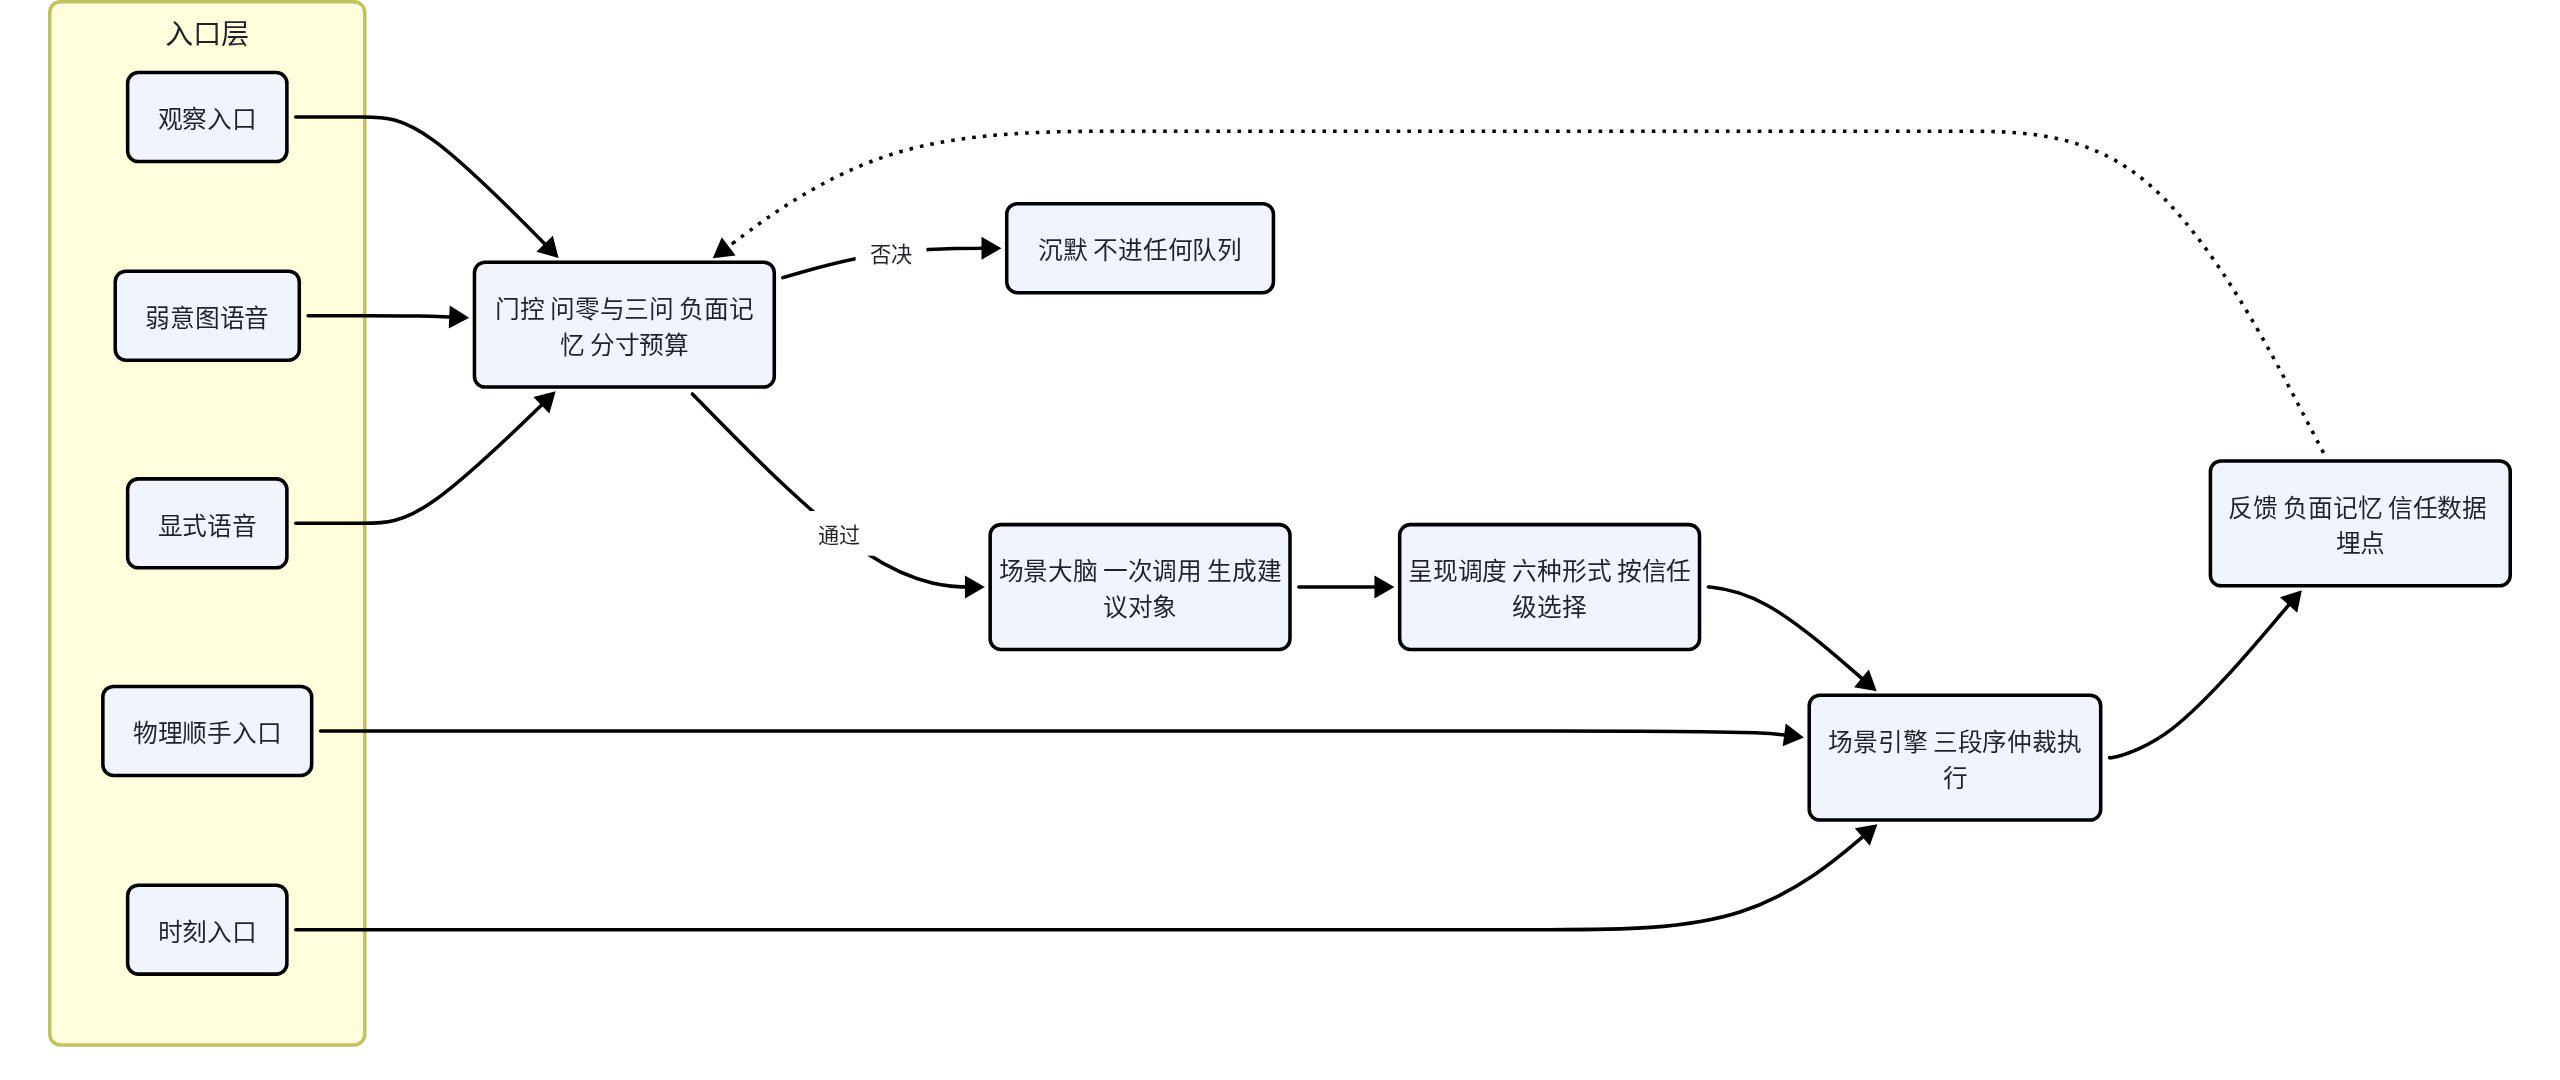 入口层
观察入口
弱意图语音
显式语音
物理顺手入口
时刻入口
门控 问零与三问 负面记
忆 分寸预算
否决
沉默 不进任何队列
通过
场景大脑 一次调用 生成建
议对象
呈现调度 六种形式 按信任
级选择
场景引擎 三段序仲裁执
行
反馈 负面记忆 信任数据
埋点